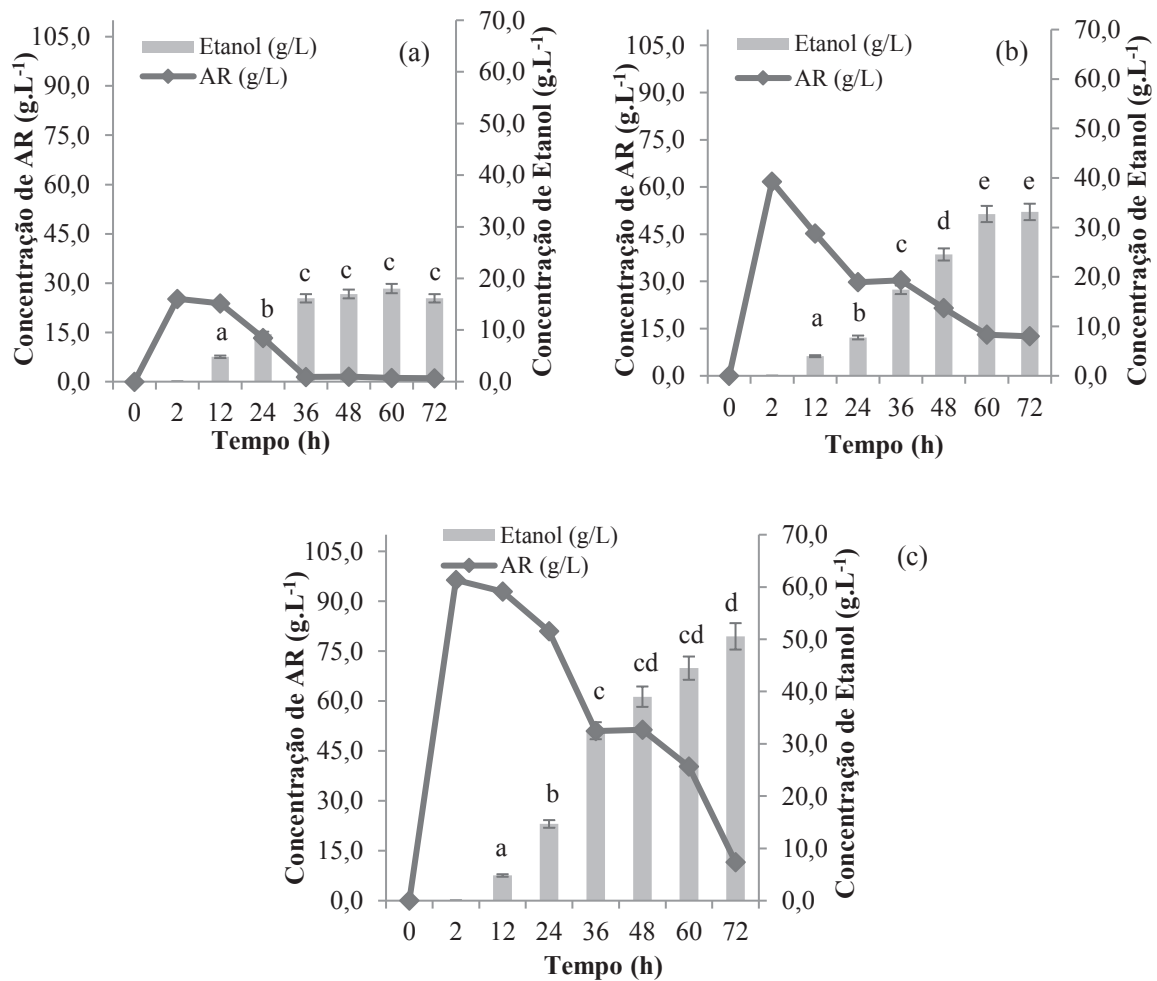 Etanol (g/L)
AR (g/L)
(a)
Concentração de AR (g.L-1)
105,0
90,0
75,0
60,0
45,0
30,0
15,0
0,0
a
b
c
c
c
c
70,0
60,0
50,0
40,0
30,0
20,0
10,0
0,0
Concentração de Etanol (g.L-1)
0 2 12 24 36 48 60 72
Tempo (h)
Etanol (g/L)
AR (g/L)
(b)
Concentração de AR (g.L-1)
105,0
90,0
75,0
60,0
45,0
30,0
15,0
0,0
a
b
c
d
e
e
70,0
60,0
50,0
40,0
30,0
20,0
10,0
0,0
Concentração de Etanol (g.L-1)
0 2 12 24 36 48 60 72
Tempo (h)
Etanol (g/L)
AR (g/L)
(c)
Concentração de AR (g.L-1)
105,0
90,0
75,0
60,0
45,0
30,0
15,0
0,0
a
b
c
cd
cd
d
70,0
60,0
50,0
40,0
30,0
20,0
10,0
0,0
Concentração de Etanol (g.L-1)
0 2 12 24 36 48 60 72
Tempo (h)